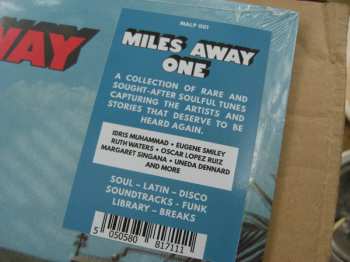 MALP 001
WAY
MILES AWAY
ONE
A COLLECTION OF RARE AND
SOUGHT-AFTER SOULFUL TUNES
CAPTURING THE ARTISTS AND
STORIES THAT DESERVE TO BE
HEARD AGAIN.
IDRIS MUHAMMAD • EUGENE SMILEY
RUTH WATERS • OSCAR LOPEZ RUIZ
MARGARET SINGANA • UNEDA DENNARD
AND MORE
SOUL – LATIN – DISCO
SOUNDTRACKS - FUNK
LIBRARY – BREAKS
5 050580 817111